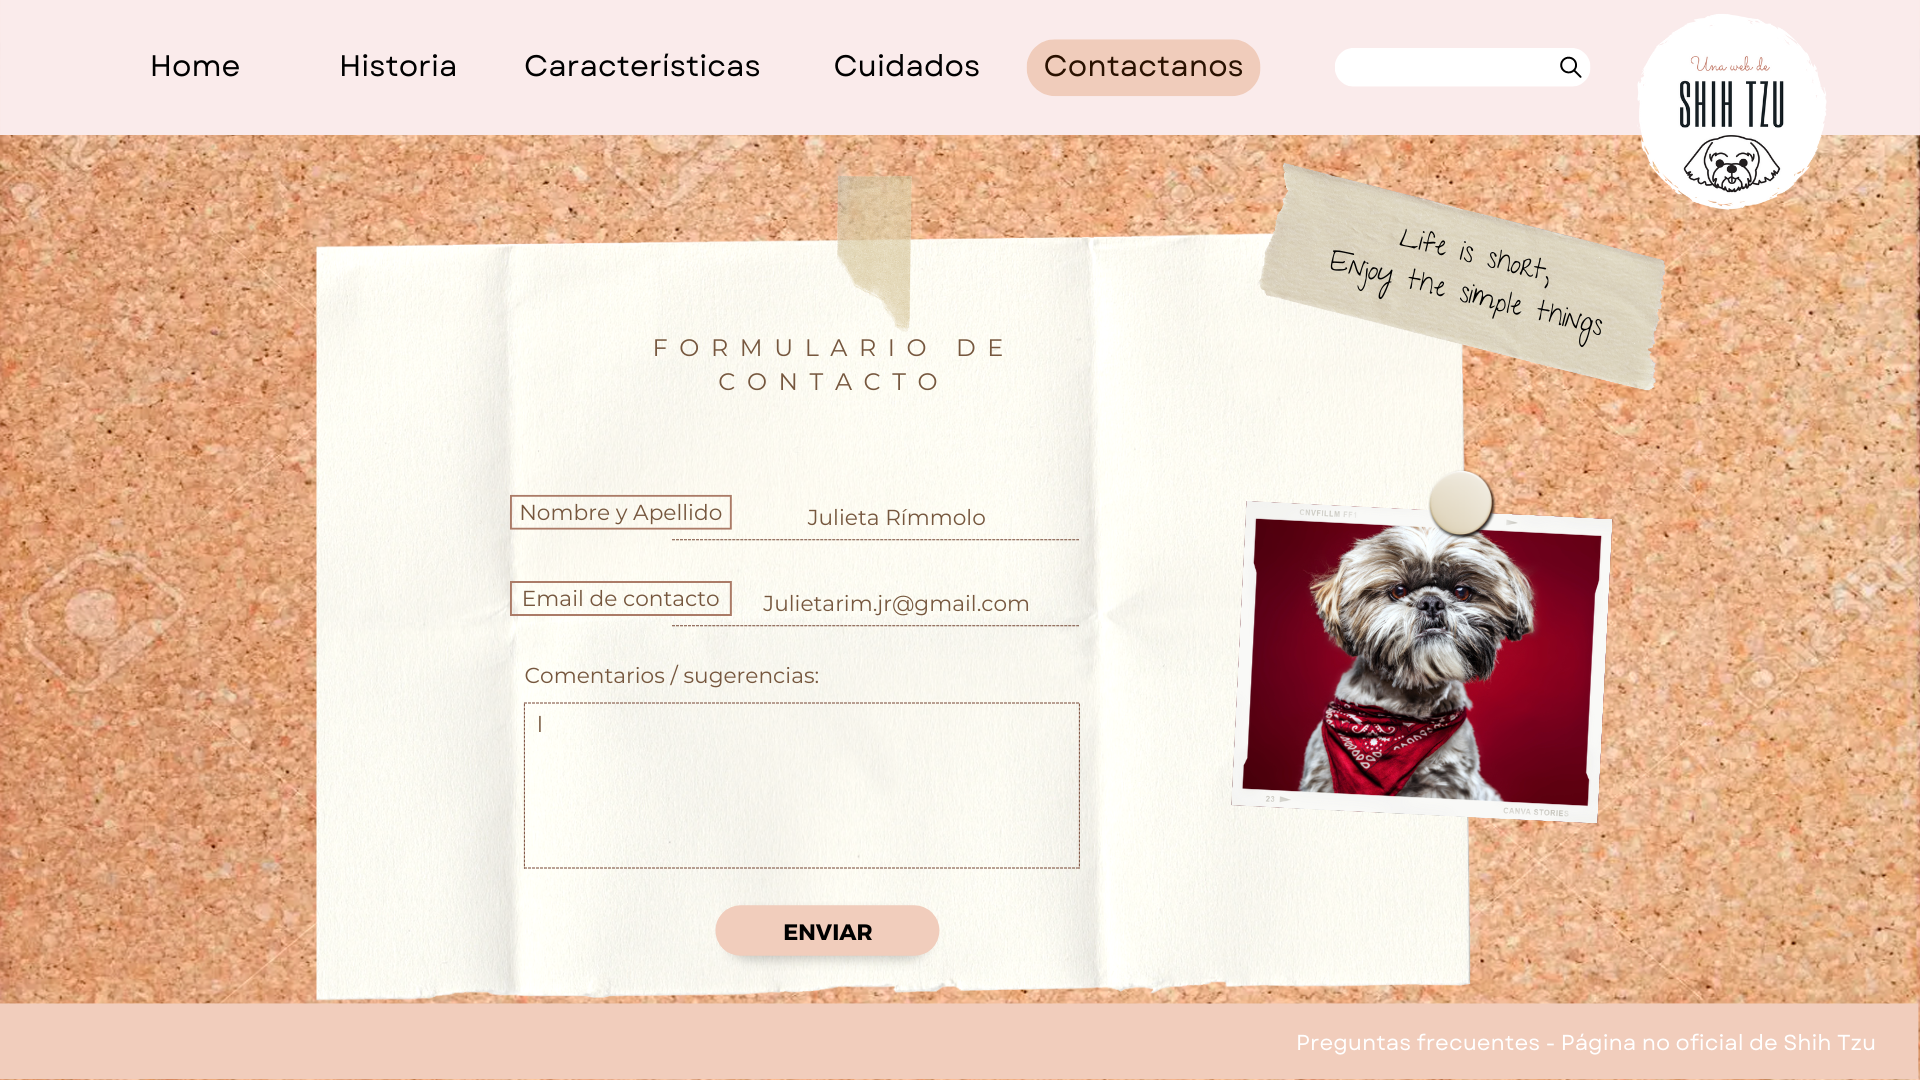 Home
Historia
Características
Cuidados
Contactanos
Una web de
SHIH TZU
Life is short,
Enjoy the simple things
FORMULARIO DE
CONTACTO
Nombre y Apellido
Julieta Rímmolo
Email de contacto
Julietarim.jr@gmail.com
Comentarios / sugerencias:
CNVFILLM FP1
23
CANVA STORIES
ENVIAR
Preguntas frecuentes - Página no oficial de Shih Tzu